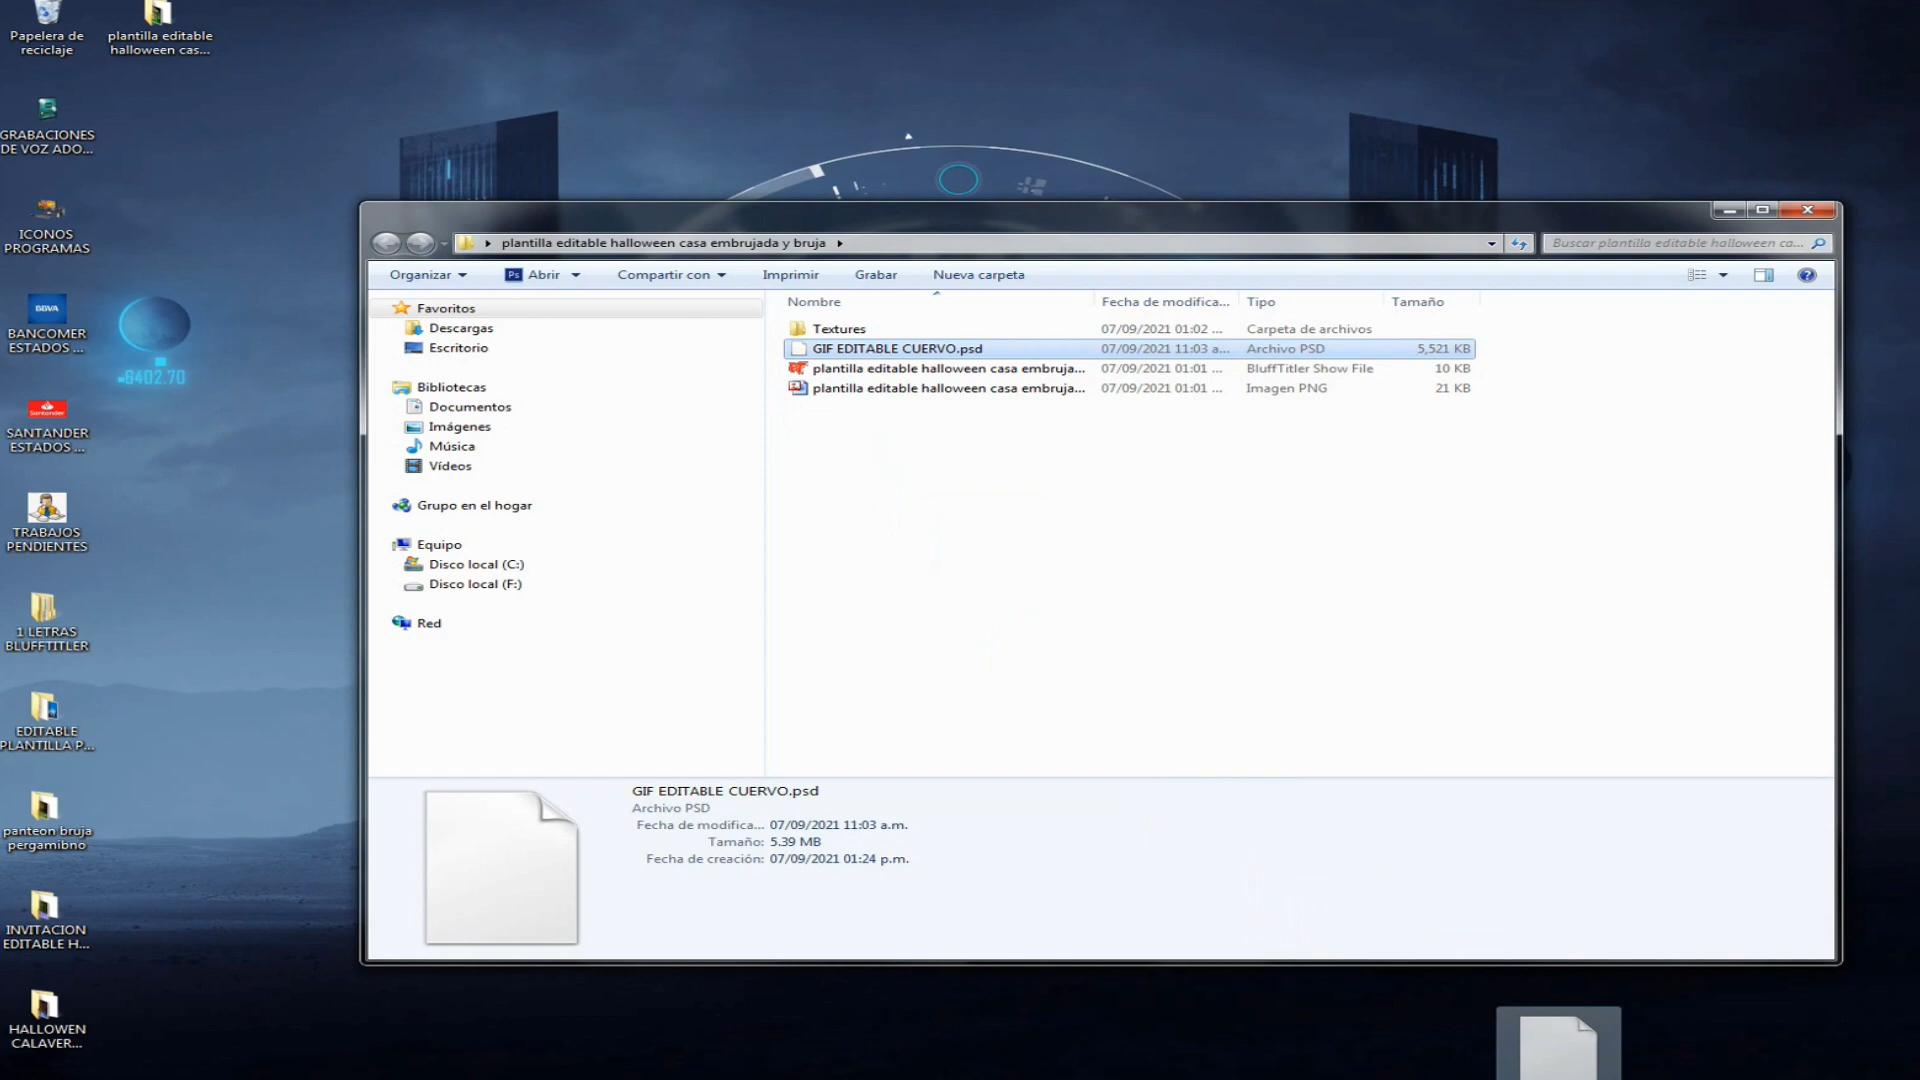 Papelera de
reciclaje
plantilla editable
halloween cas...
GRABACIONES
DE VOZ ADO...
ICONOS
PROGRAMAS
BBVA
BANCOMER
ESTADOS ...
6402.70
Santander
SANTANDER
ESTADOS ...
TRABAJOS
PENDIENTES
1 LETRAS
BLUFFTITLER
EDITABLE
PLANTILLA P...
panteon bruja
pergamibno
INVITACION
EDITABLE H...
HALLOWEN
CALAVER...
plantilla editable halloween casa embrujada y bruja
Buscar plantilla editable halloween ca...
Organizar
Ps Abrir
Compartir con
Imprimir
Grabar
Nueva carpeta
Favoritos
Descargas
Escritorio
Bibliotecas
Documentos
Imágenes
Música
Vídeos
Grupo en el hogar
Equipo
Disco local (C:)
Disco local (F:)
Red
Nombre Fecha de modifica... Tipo Tamaño
Textures 07/09/2021 01:02 ... Carpeta de archivos
GIF EDITABLE CUERVO.psd 07/09/2021 11:03 a... Archivo PSD 5,521 KB
plantilla editable halloween casa embruja... 07/09/2021 01:01 ... BluffTitler Show File 10 KB
plantilla editable halloween casa embruja... 07/09/2021 01:01 ... Imagen PNG 21 KB
GIF EDITABLE CUERVO.psd
Archivo PSD
Fecha de modifica... 07/09/2021 11:03 a.m.
Tamaño: 5.39 MB
Fecha de creación: 07/09/2021 01:24 p.m.